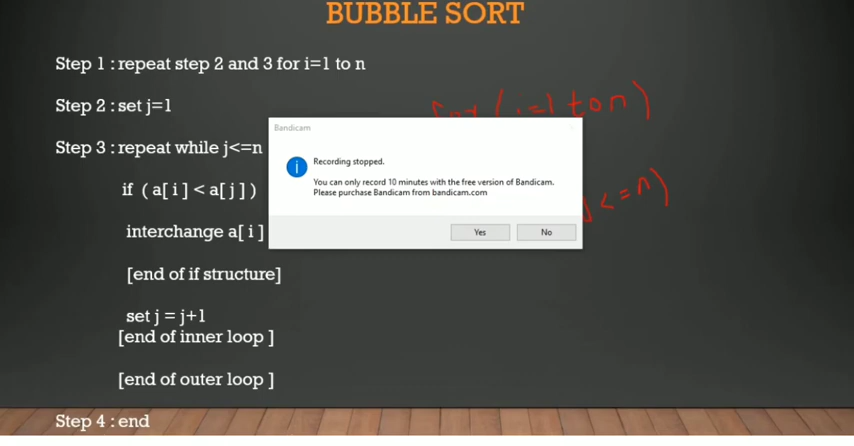 BUBBLE SORT
Step 1 : repeat step 2 and 3 for i=1 to n
Step 2 : set j=1
for ( i=1 to n )
Step 3 : repeat while j<=n
Bandicam
Recording stopped.
You can only record 10 minutes with the free version of Bandicam.
Please purchase Bandicam from bandicam.com
Yes
No
if ( a[ i ] < a[ j ] )
j <= n )
interchange a[ i ]
[end of if structure]
set j = j+1
[end of inner loop ]
[end of outer loop ]
Step 4 : end